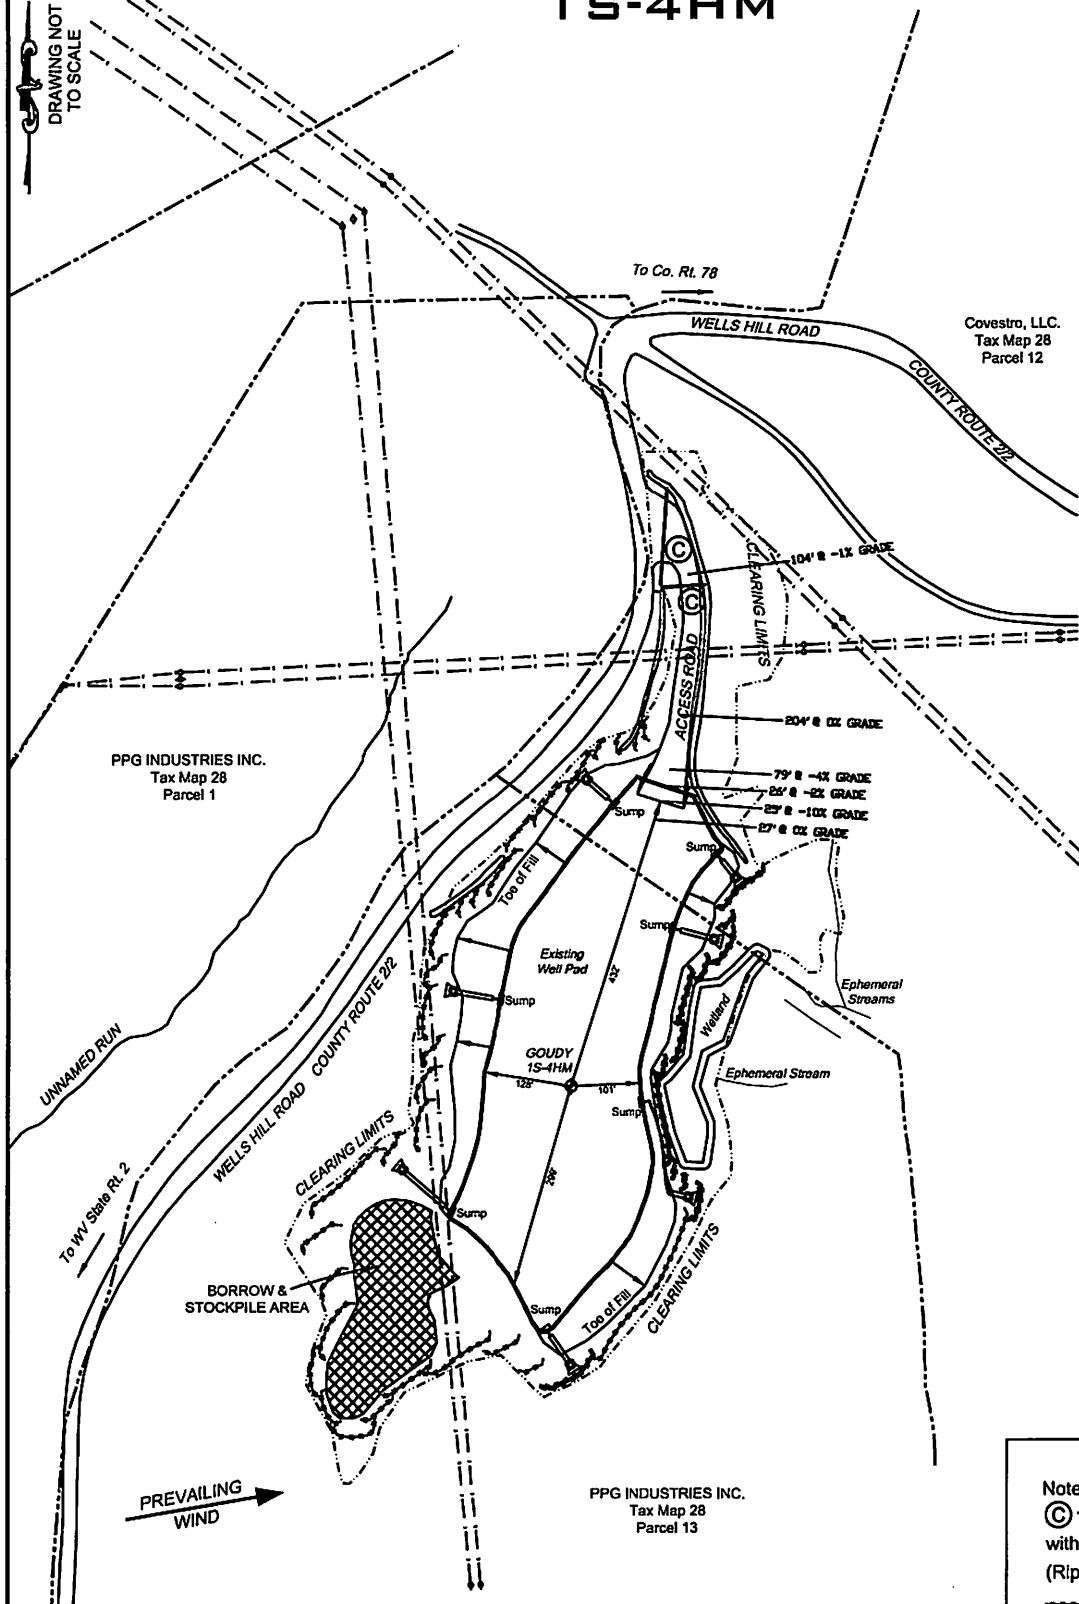 1S-4HM
DRAWING NOT
TO SCALE
To Co. Rt. 78
WELLS HILL ROAD
Covestro, LLC.
Tax Map 28
Parcel 12
COUNTY ROUTE 2/2
C
104' @ -1% GRADE
CLEARING LIMITS
C
ACCESS ROAD
204' @ 0% GRADE
PPG INDUSTRIES INC.
Tax Map 28
Parcel 1
79' @ -4% GRADE
26' @ -2% GRADE
@ -10% GRADE
27' @ 0% GRADE
Sump
Sump
Toe of Fill
Sump
Existing
Well Pad
432'
COUNTY ROUTE 2/2
Ephemeral
Streams
Sump
Wetland
UNNAMED RUN
GOUDY
1S-4HM
128'
101'
Ephemeral Stream
Sump
WELLS HILL ROAD
CLEARING LIMITS
To WV State Rt. 2
Sump
BORROW &
STOCKPILE AREA
Sump
Toe of Fill
CLEARING LIMITS
PREVAILING
WIND
PPG INDUSTRIES INC.
Tax Map 28
Parcel 13
Note
C
with
(Rip